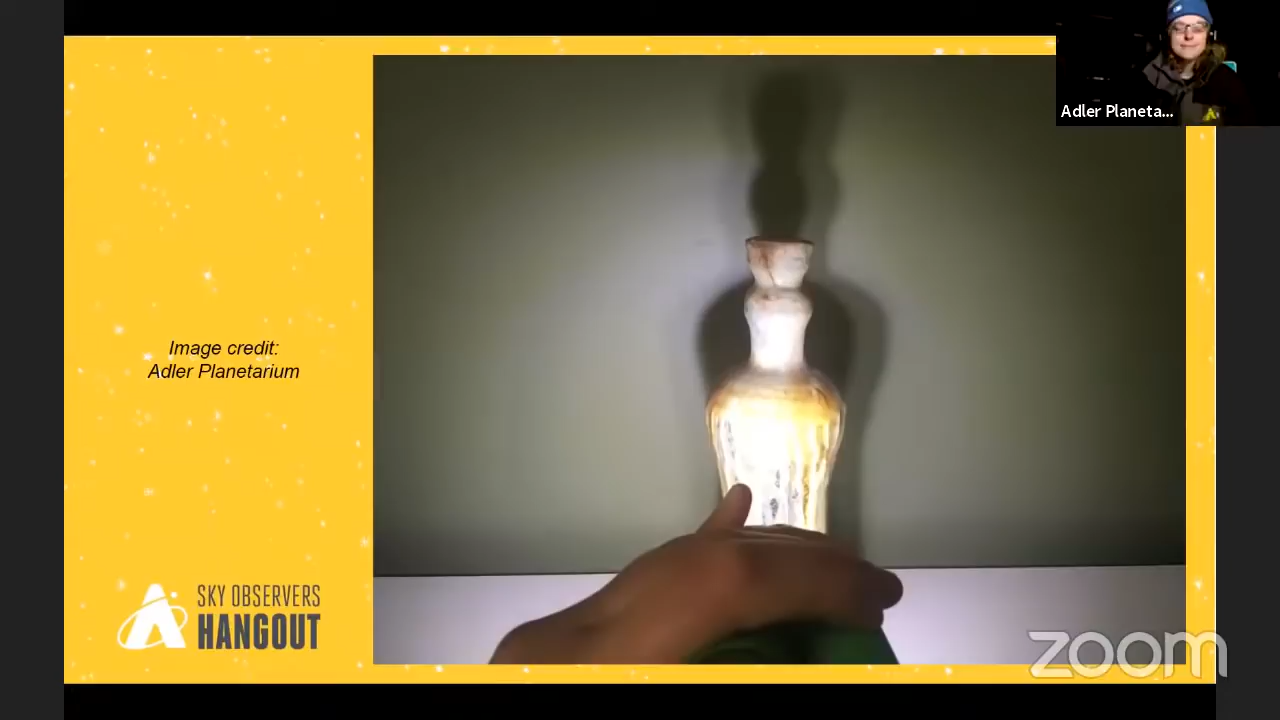 Adler Planeta...
Image credit:
Adler Planetarium
SKY OBSERVERS
HANGOUT
zoom